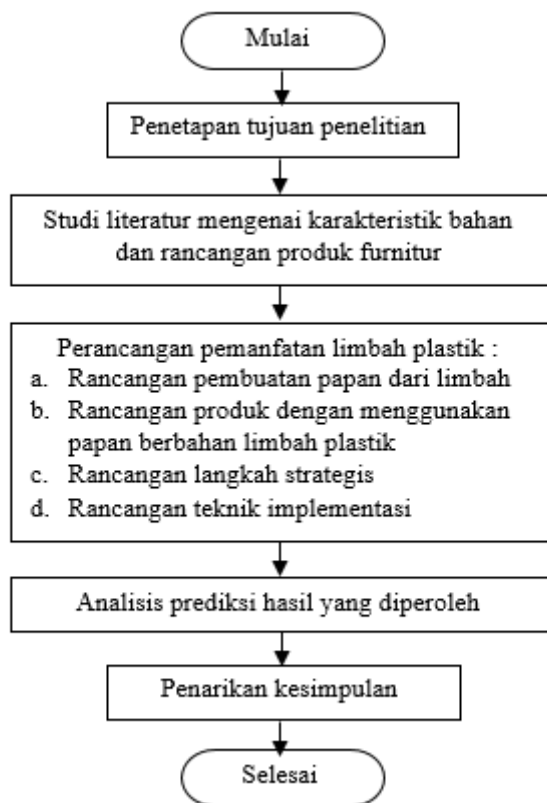 Mulai
Penetapan tujuan penelitian
Studi literatur mengenai karakteristik bahan
dan rancangan produk furnitur
Perancangan pemanfatan limbah plastik :
a. Rancangan pembuatan papan dari limbah
b. Rancangan produk dengan menggunakan
papan berbahan limbah plastik
c. Rancangan langkah strategis
d. Rancangan teknik implementasi
Analisis prediksi hasil yang diperoleh
Penarikan kesimpulan
Selesai